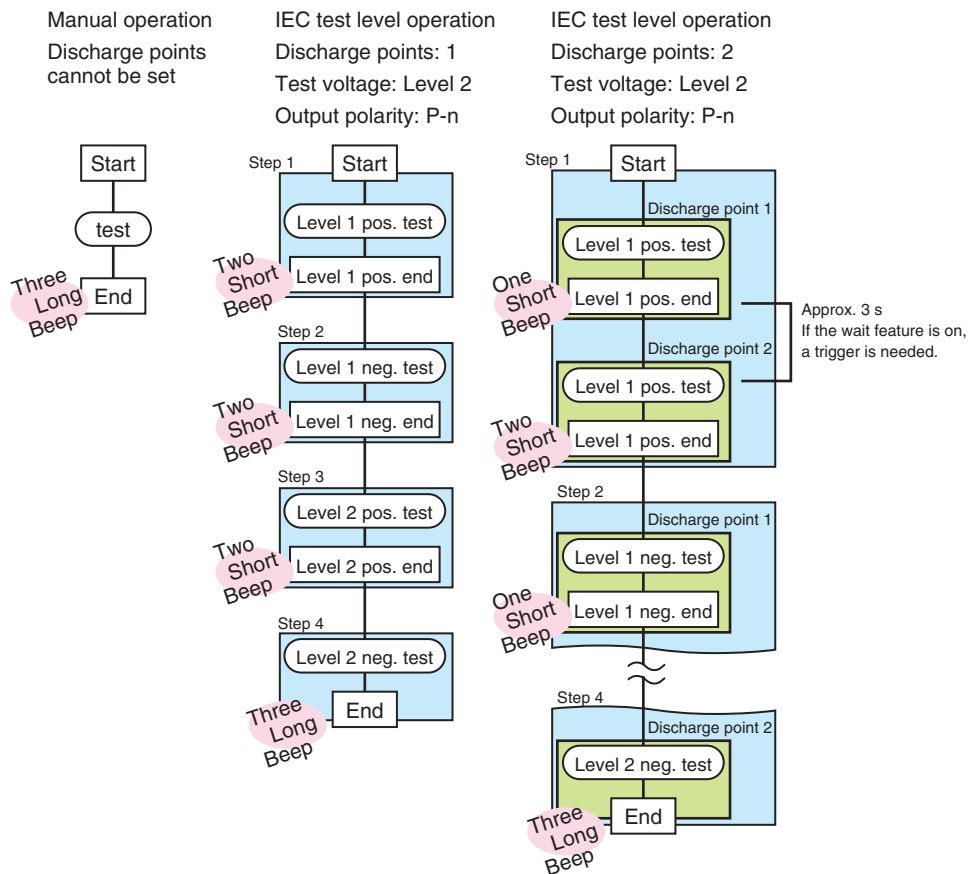 Manual operation
Discharge points
cannot be set
Start
test
End
Three
Long
Beep
IEC test level operation
Discharge points: 1
Test voltage: Level 2
Output polarity: P-n
Step 1
Start
Level 1 pos. test
Level 1 pos. end
Two
Short
Beep
Step 2
Level 1 neg. test
Level 1 neg. end
Two
Short
Beep
Step 3
Level 2 pos. test
Level 2 pos. end
Two
Short
Beep
Step 4
Level 2 neg. test
End
Three
Long
Beep
IEC test level operation
Discharge points: 2
Test voltage: Level 2
Output polarity: P-n
Step 1
Start
Discharge point 1
Level 1 pos. test
Level 1 pos. end
One
Short
Beep
Approx. 3 s
If the wait feature is on,
a trigger is needed.
Discharge point 2
Level 1 pos. test
Level 1 pos. end
Two
Short
Beep
Step 2
Discharge point 1
Level 1 neg. test
Level 1 neg. end
One
Short
Beep
Step 4
Discharge point 2
Level 2 neg. test
End
Three
Long
Beep